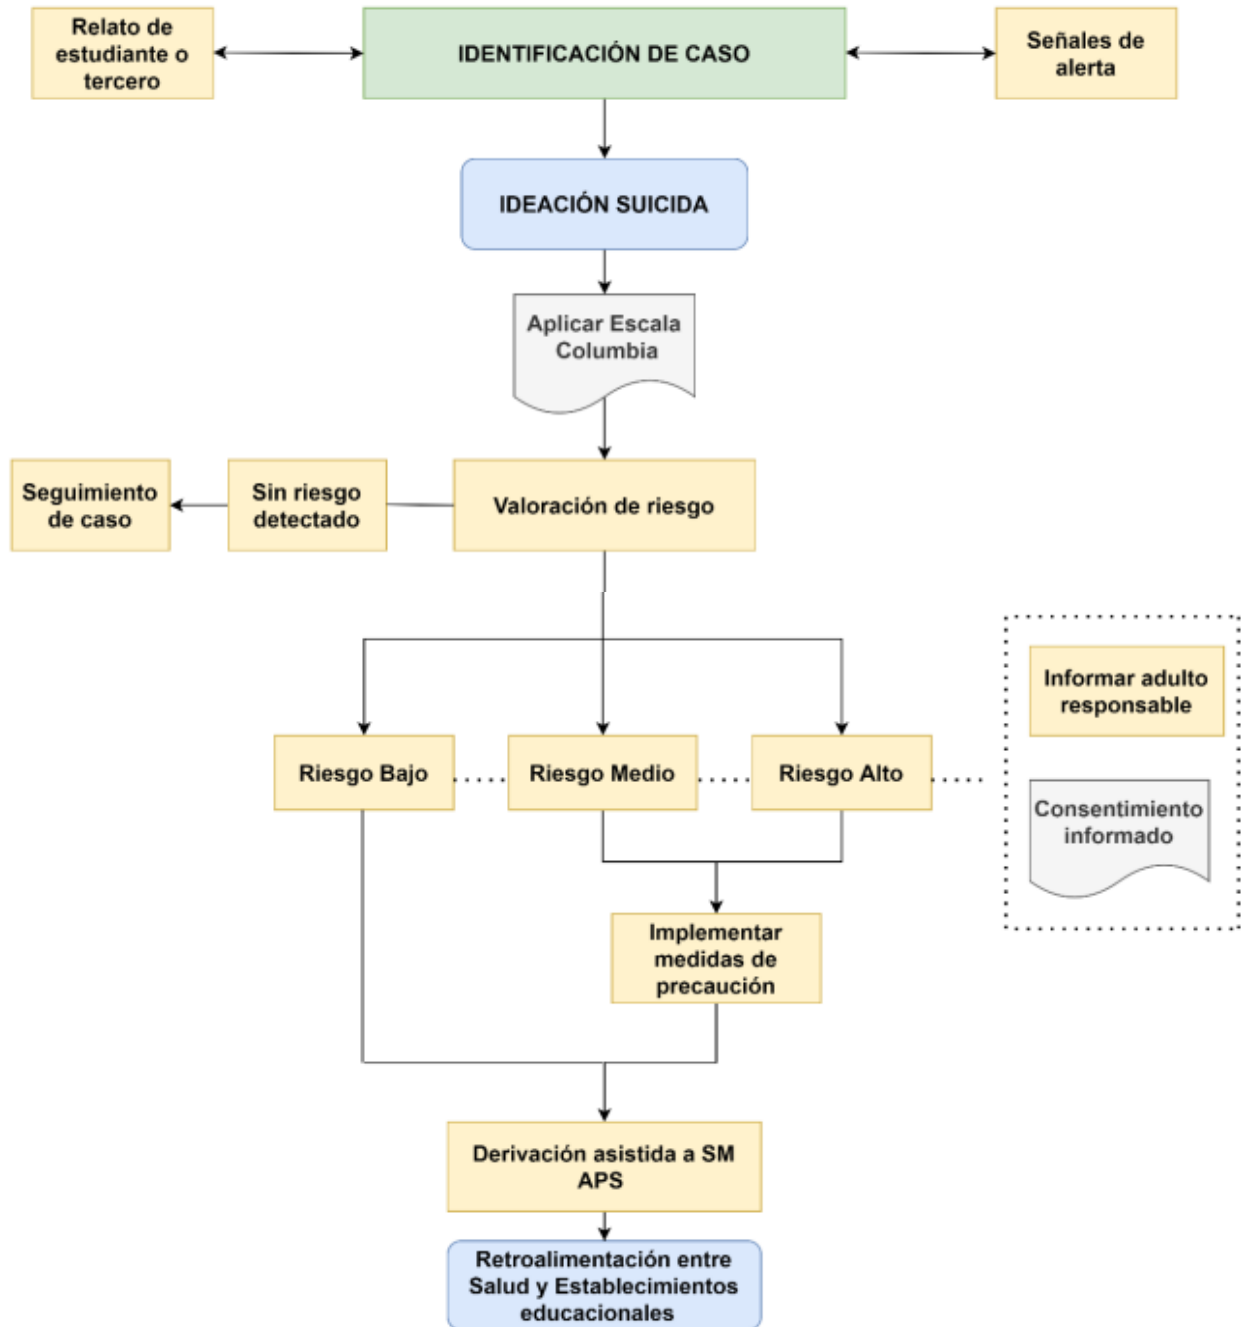 Relato de
estudiante o
tercero
IDENTIFICACIÓN DE CASO
Señales de
alerta
IDEACIÓN SUICIDA
Aplicar Escala
Columbia
Seguimiento
de caso
Sin riesgo
detectado
Valoración de riesgo
Informar adulto
responsable
Riesgo Bajo
Riesgo Medio
Riesgo Alto
Consentimiento
informado
Implementar
medidas de
precaución
Derivación asistida a SM
APS
Retroalimentación entre
Salud y Establecimientos
educacionales